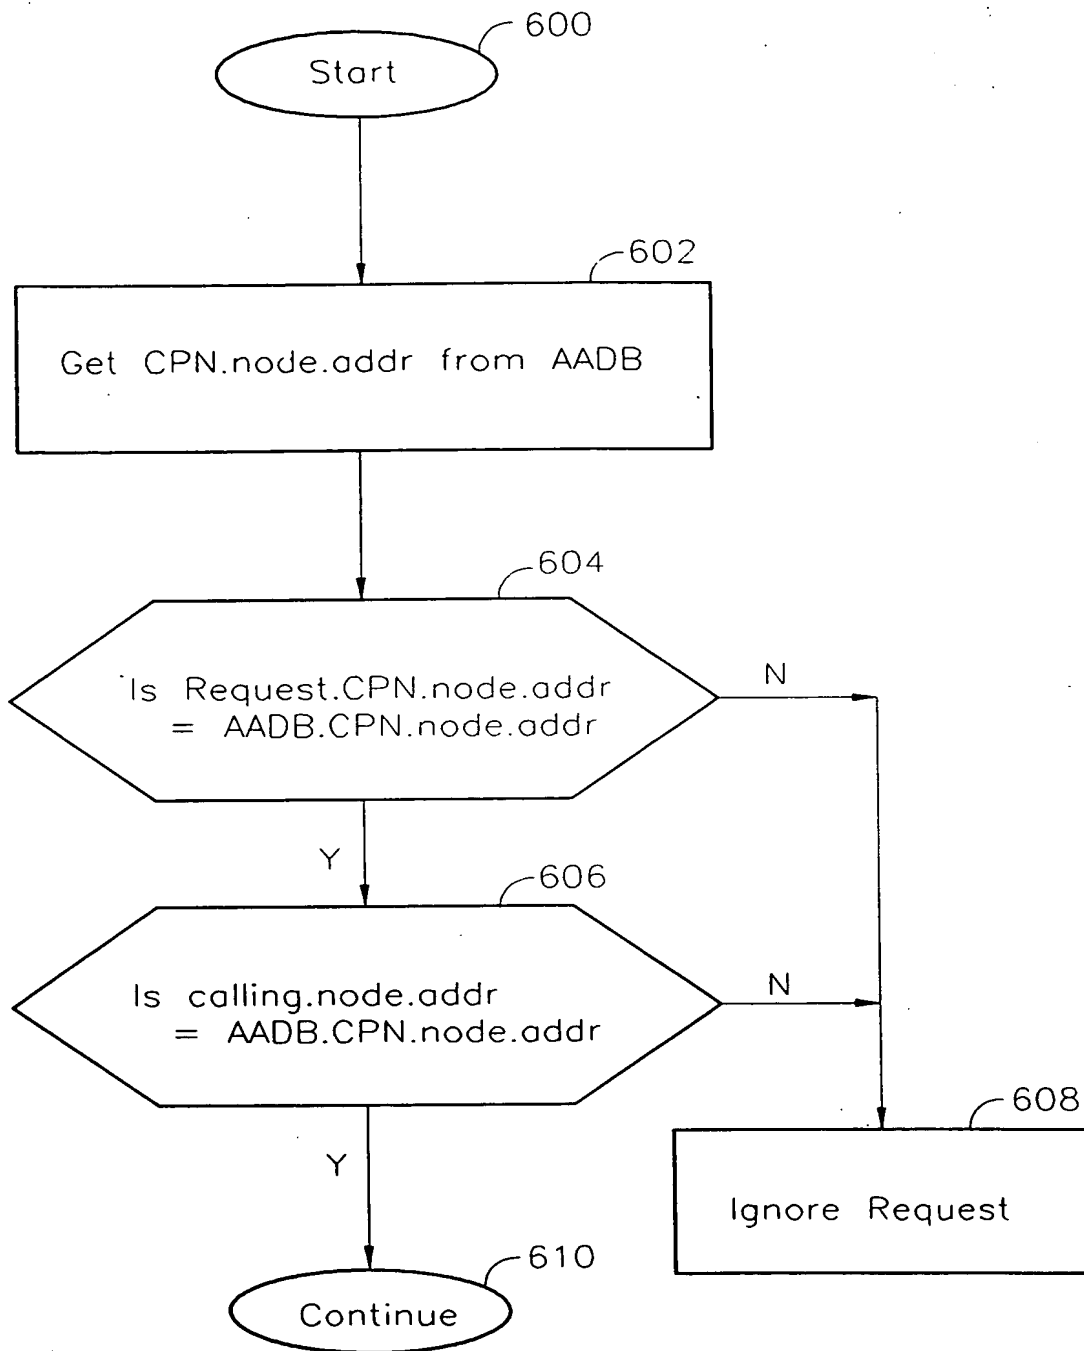 600
Start
602
Get CPN.node.addr from AADB
604
Is Request.CPN.node.addr
= AADB.CPN.node.addr
N
Y
606
Is calling.node.addr
= AADB.CPN.node.addr
N
608
Y
Ignore Request
610
Continue